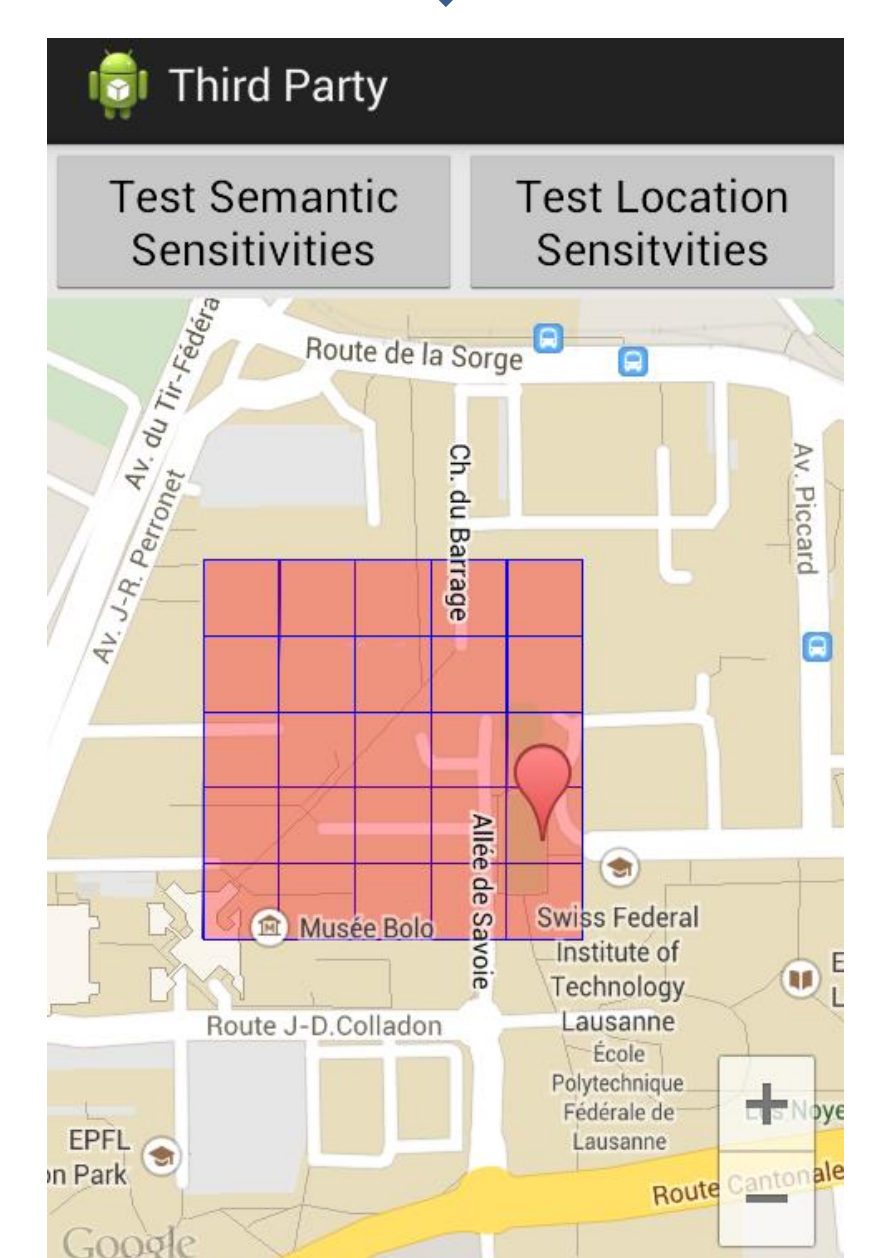 Third Party
Test Semantic
Sensitivities
Test Location
Sensitvities
Av. du Tir-Fédéra
Route de la Sorge
Av. J-R. Perronet
Ch. du Barrage
Av. Piccard
Allée de Savoie
M
Musée Bolo
Swiss Federal
Institute of
Technology
Lausanne
École
Polytechnique
Fédérale de
Lausanne
E
L
Route J-D.Colladon
EPFL
on Park
Noye
Route Cantonale
Google
+
−